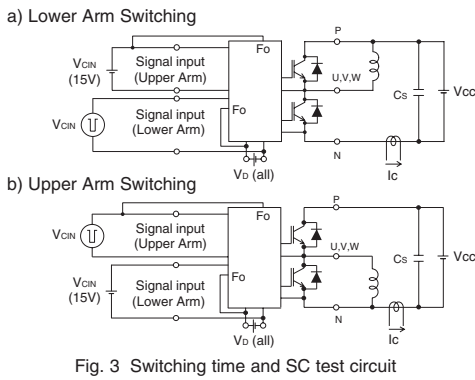 a) Lower Arm Switching
VCIN
(15V)
Signal input
(Upper Arm)
Signal input
(Lower Arm)
VCIN
Fo
Fo
VD (all)
P
U,V,W
N
CS
VCC
Ic
b) Upper Arm Switching
VCIN
Signal input
(Upper Arm)
VCIN
(15V)
Signal input
(Lower Arm)
Fo
Fo
VD (all)
P
U,V,W
N
CS
VCC
Ic
Fig. 3 Switching time and SC test circuit